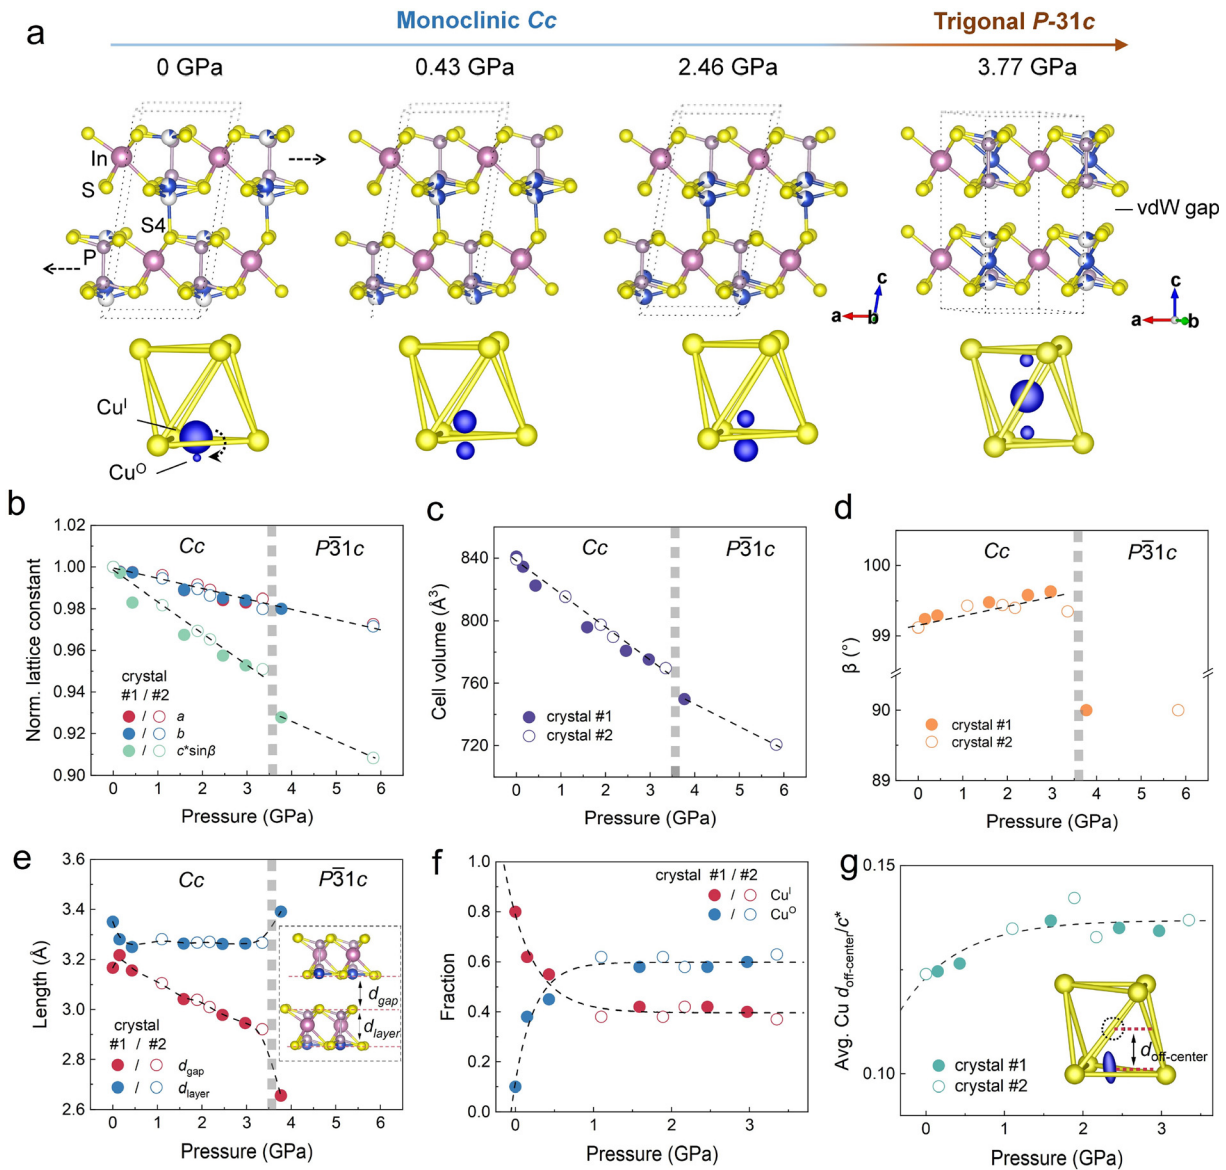 a
Monoclinic Cc
Trigonal P-31c
0 GPa
0.43 GPa
2.46 GPa
3.77 GPa
In
S
S4
P
vdW gap
c
a
b
c
a
b
Cu^I
Cu^O
b
1.02
1.00
0.98
0.96
0.94
0.92
0.90
Norm. lattice constant
Cc
P3̅1c
crystal
#1 / #2
/ a
/ b
/ c*sinβ
0 1 2 3 4 5 6
Pressure (GPa)
c
840
800
760
720
Cell volume (Å³)
Cc
P3̅1c
crystal #1
crystal #2
0 1 2 3 4 5 6
Pressure (GPa)
d
100
99
90
89
β (°)
Cc
P3̅1c
crystal #1
crystal #2
0 1 2 3 4 5 6
Pressure (GPa)
e
3.6
3.4
3.2
3.0
2.8
2.6
Length (Å)
Cc
P3̅1c
d_gap
d_layer
crystal
#1 / #2
/ d_gap
/ d_layer
0 1 2 3 4 5 6
Pressure (GPa)
f
1.0
0.8
0.6
0.4
0.2
0.0
Fraction
crystal #1 / #2
/ Cu^I
/ Cu^O
0 1 2 3
Pressure (GPa)
g
0.15
0.10
Avg. Cu d_off-center/c*
d_off-center
crystal #1
crystal #2
0 1 2 3
Pressure (GPa)